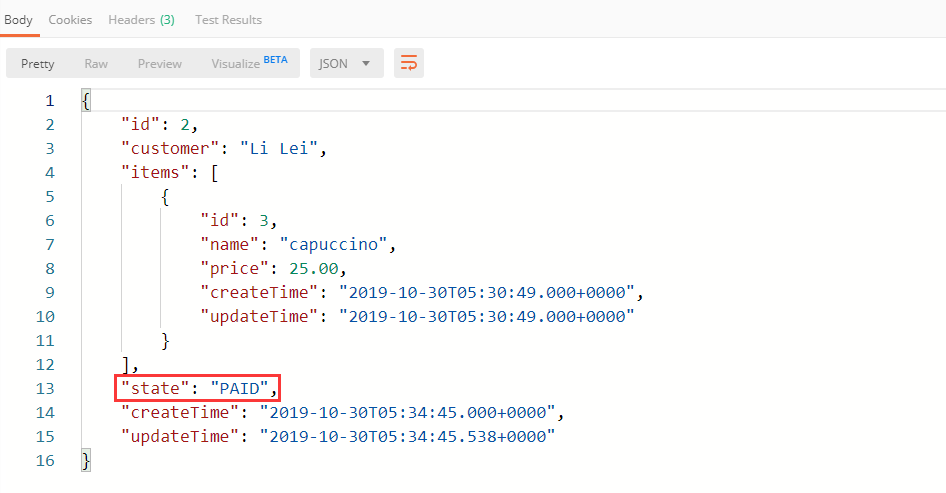 Body Cookies Headers (3) Test Results
Pretty Raw Preview Visualize BETA JSON
1 {
2 "id": 2,
3 "customer": "Li Lei",
4 "items": [
5 {
6 "id": 3,
7 "name": "capuccino",
8 "price": 25.00,
9 "createTime": "2019-10-30T05:30:49.000+0000",
10 "updateTime": "2019-10-30T05:30:49.000+0000"
11 }
12 ],
13 "state": "PAID",
14 "createTime": "2019-10-30T05:34:45.000+0000",
15 "updateTime": "2019-10-30T05:34:45.538+0000"
16 }